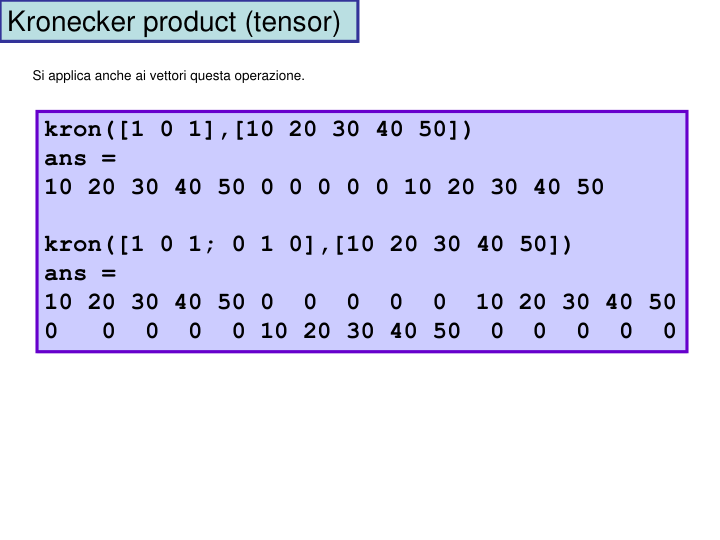 Kronecker product (tensor)
Si applica anche ai vettori questa operazione.
kron([1 0 1],[10 20 30 40 50])
ans =
10 20 30 40 50 0 0 0 0 0 10 20 30 40 50
kron([1 0 1; 0 1 0],[10 20 30 40 50])
ans =
10 20 30 40 50 0 0 0 0 0 10 20 30 40 50
0 0 0 0 0 10 20 30 40 50 0 0 0 0 0